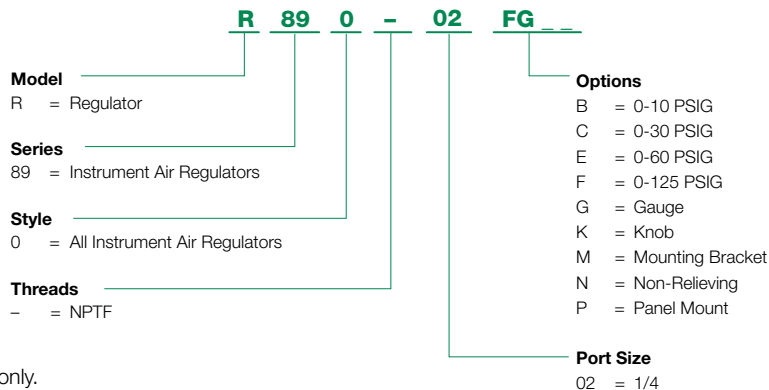 R 89 0 – 02 FG _ _
Model
R = Regulator
Series
89 = Instrument Air Regulators
Style
0 = All Instrument Air Regulators
Threads
– = NPTF
only.
Options
B = 0-10 PSIG
C = 0-30 PSIG
E = 0-60 PSIG
F = 0-125 PSIG
G = Gauge
K = Knob
M = Mounting Bracket
N = Non-Relieving
P = Panel Mount
Port Size
02 = 1/4